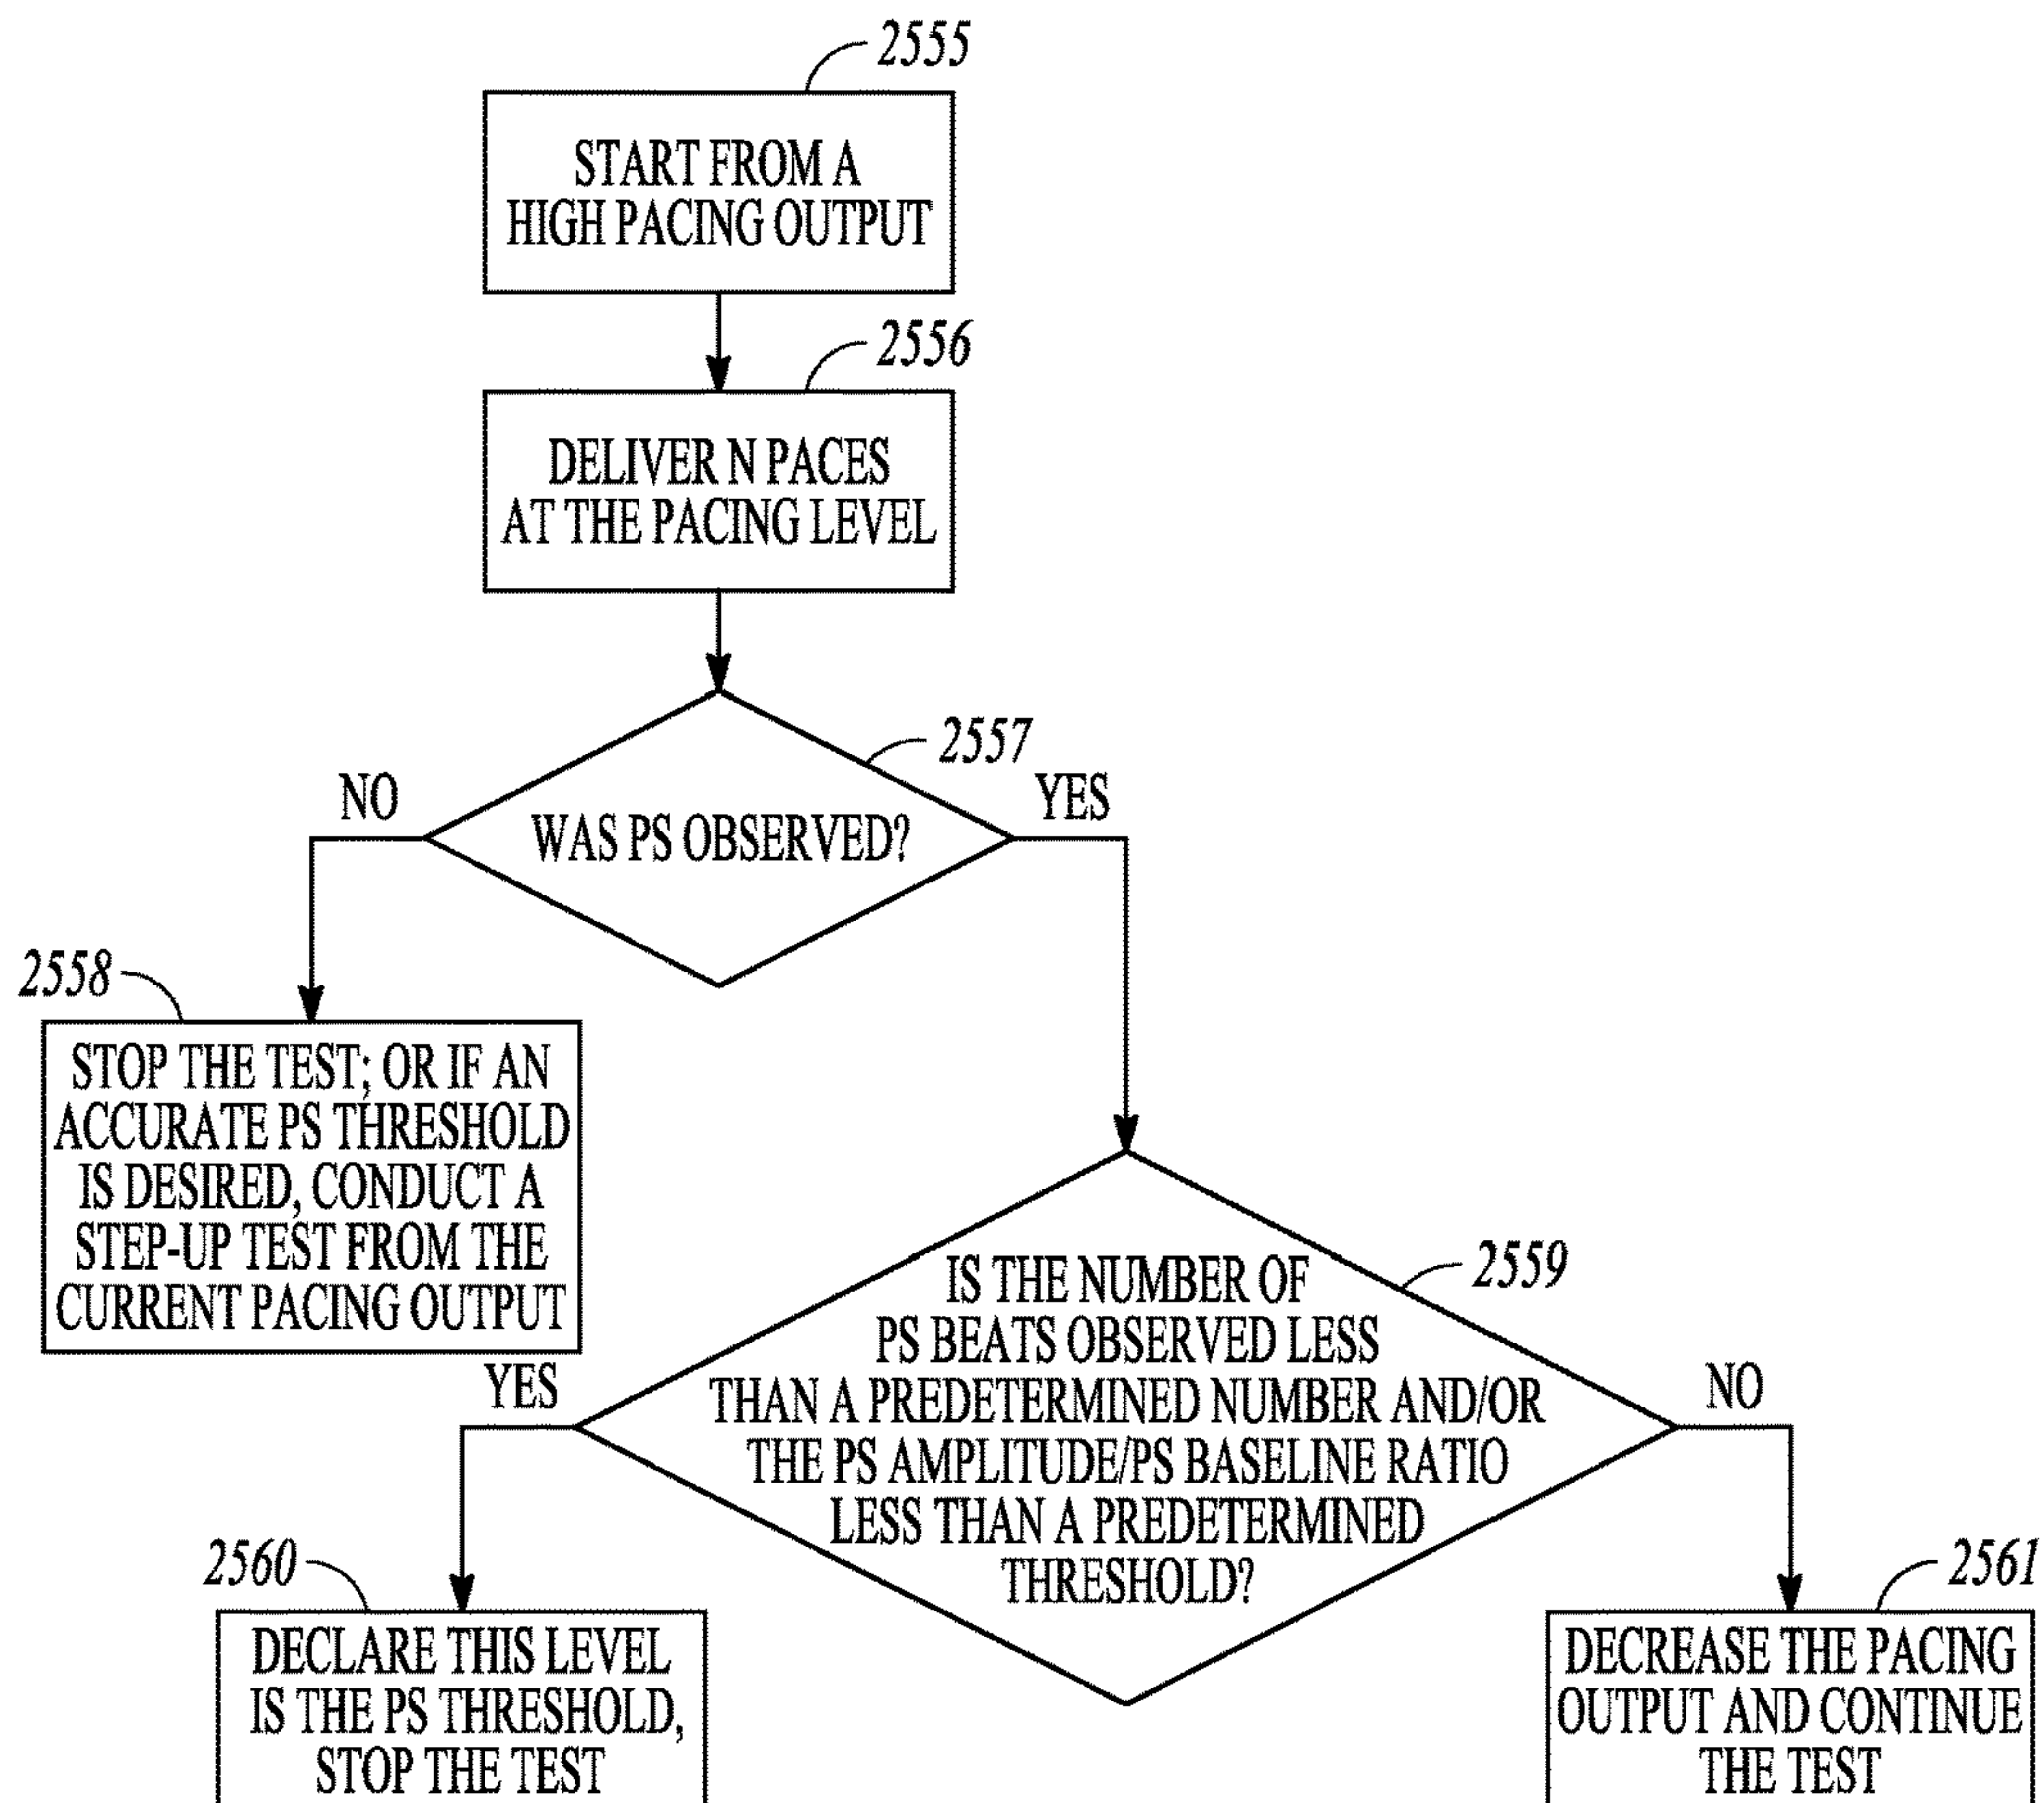 2555
START FROM A
HIGH PACING OUTPUT
2556
DELIVER N PACES
AT THE PACING LEVEL
2557
NO
YES
WAS PS OBSERVED?
2558
STOP THE TEST; OR IF AN
ACCURATE PS THRESHOLD
IS DESIRED, CONDUCT A
STEP-UP TEST FROM THE
CURRENT PACING OUTPUT
2559
IS THE NUMBER OF
PS BEATS OBSERVED LESS
THAN A PREDETERMINED NUMBER AND/OR
THE PS AMPLITUDE/PS BASELINE RATIO
LESS THAN A PREDETERMINED
THRESHOLD?
YES
NO
2560
DECLARE THIS LEVEL
IS THE PS THRESHOLD,
STOP THE TEST
2561
DECREASE THE PACING
OUTPUT AND CONTINUE
THE TEST